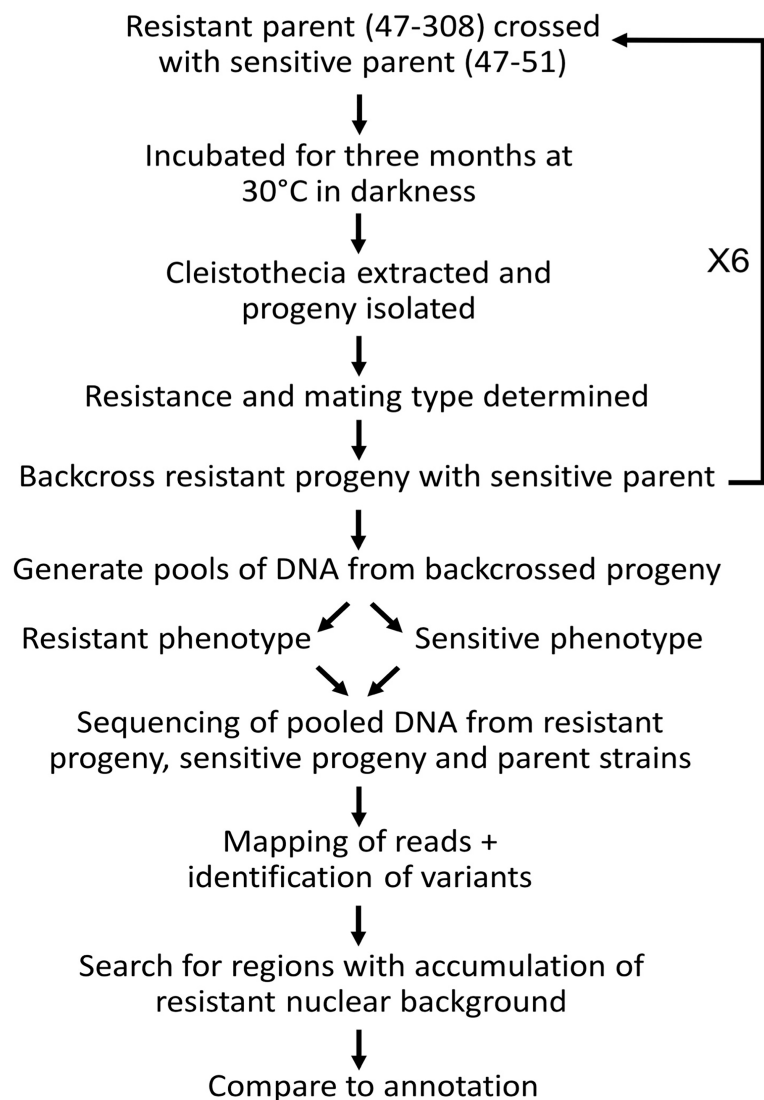 Resistant parent (47-308) crossed
with sensitive parent (47-51)
Incubated for three months at
30°C in darkness
X6
Cleistothecia extracted and
progeny isolated
Resistance and mating type determined
Backcross resistant progeny with sensitive parent
Generate pools of DNA from backcrossed progeny
Resistant phenotype
Sensitive phenotype
Sequencing of pooled DNA from resistant
progeny, sensitive progeny and parent strains
Mapping of reads +
identification of variants
Search for regions with accumulation of
resistant nuclear background
Compare to annotation